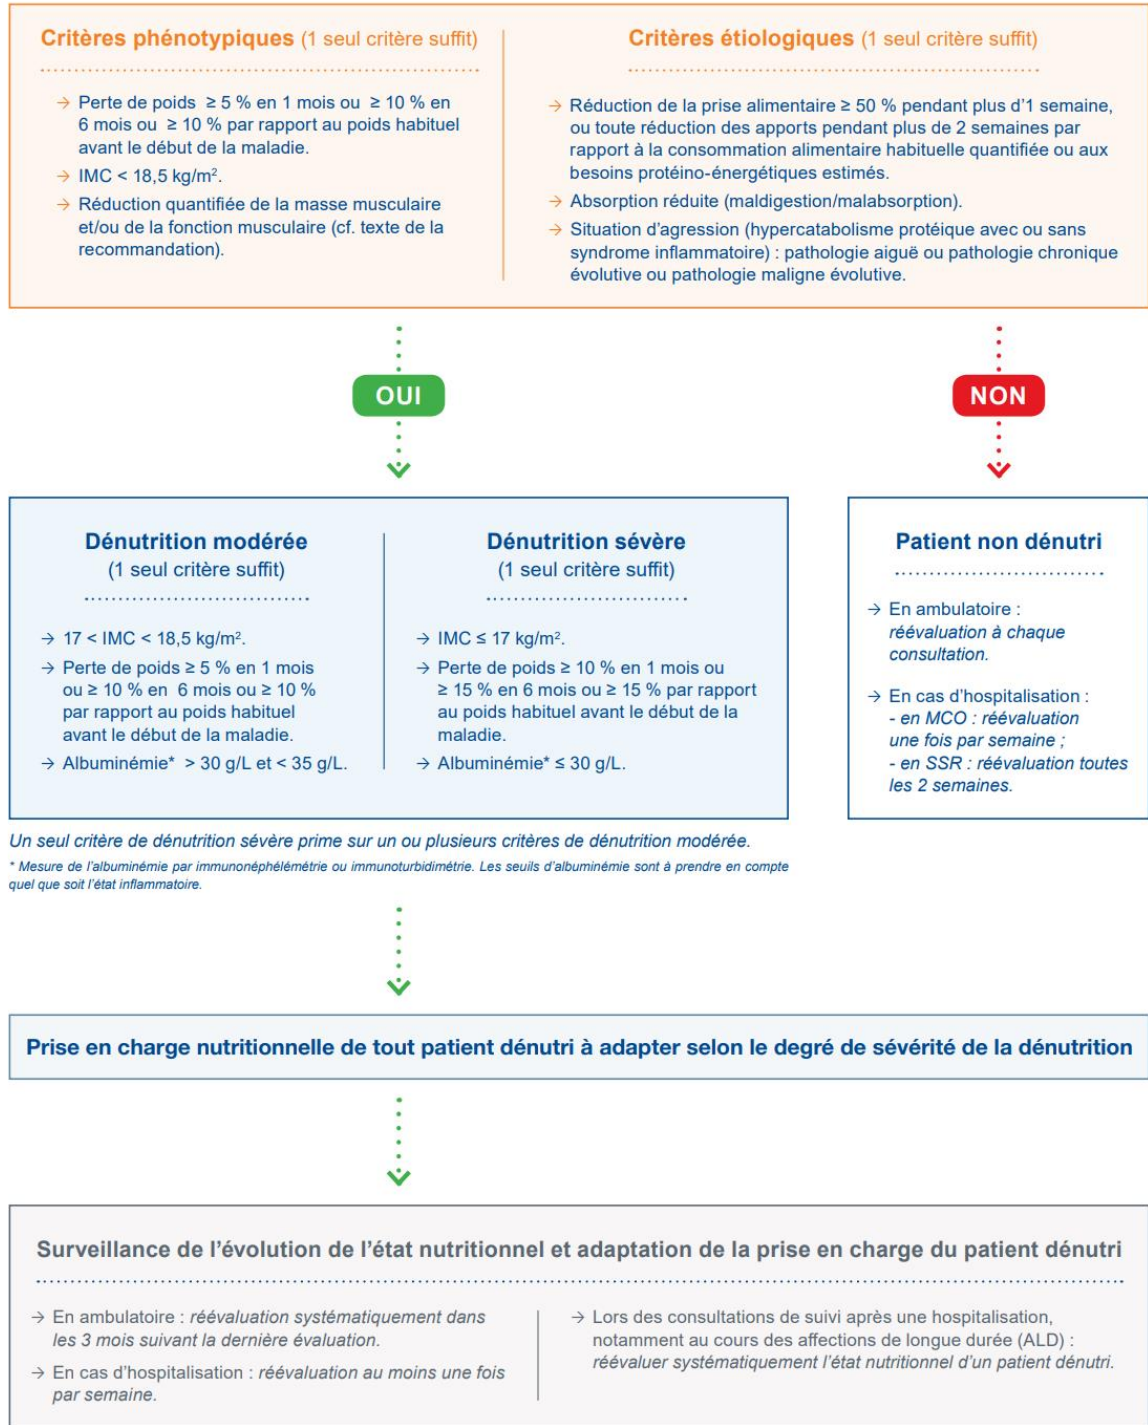 Critères phénotypiques (1 seul critère suffit)
→ Perte de poids ≥ 5 % en 1 mois ou ≥ 10 % en
6 mois ou ≥ 10 % par rapport au poids habituel
avant le début de la maladie.
→ IMC < 18,5 kg/m².
→ Réduction quantifiée de la masse musculaire
et/ou de la fonction musculaire (cf. texte de la
recommandation).
Critères étiologiques (1 seul critère suffit)
→ Réduction de la prise alimentaire ≥ 50 % pendant plus d’1 semaine,
ou toute réduction des apports pendant plus de 2 semaines par
rapport à la consommation alimentaire habituelle quantifiée ou aux
besoins protéino-énergétiques estimés.
→ Absorption réduite (maldigestion/malabsorption).
→ Situation d’agression (hypercatabolisme protéique avec ou sans
syndrome inflammatoire) : pathologie aiguë ou pathologie chronique
évolutive ou pathologie maligne évolutive.
OUI
NON
Dénutrition modérée
(1 seul critère suffit)
→ 17 < IMC < 18,5 kg/m².
→ Perte de poids ≥ 5 % en 1 mois
ou ≥ 10 % en 6 mois ou ≥ 10 %
par rapport au poids habituel
avant le début de la maladie.
→ Albuminémie* > 30 g/L et < 35 g/L.
Dénutrition sévère
(1 seul critère suffit)
→ IMC ≤ 17 kg/m².
→ Perte de poids ≥ 10 % en 1 mois ou
≥ 15 % en 6 mois ou ≥ 15 % par rapport
au poids habituel avant le début de la
maladie.
→ Albuminémie* ≤ 30 g/L.
Patient non dénutri
→ En ambulatoire :
réévaluation à chaque
consultation.
→ En cas d’hospitalisation :
- en MCO : réévaluation
une fois par semaine ;
- en SSR : réévaluation toutes
les 2 semaines.
Un seul critère de dénutrition sévère prime sur un ou plusieurs critères de dénutrition modérée.
* Mesure de l’albuminémie par immunonéphélémétrie ou immunoturbidimétrie. Les seuils d’albuminémie sont à prendre en compte
quel que soit l’état inflammatoire.
Prise en charge nutritionnelle de tout patient dénutri à adapter selon le degré de sévérité de la dénutrition
Surveillance de l’évolution de l’état nutritionnel et adaptation de la prise en charge du patient dénutri
→ En ambulatoire : réévaluation systématiquement dans
les 3 mois suivant la dernière évaluation.
→ En cas d’hospitalisation : réévaluation au moins une fois
par semaine.
→ Lors des consultations de suivi après une hospitalisation,
notamment au cours des affections de longue durée (ALD) :
réévaluer systématiquement l’état nutritionnel d’un patient dénutri.